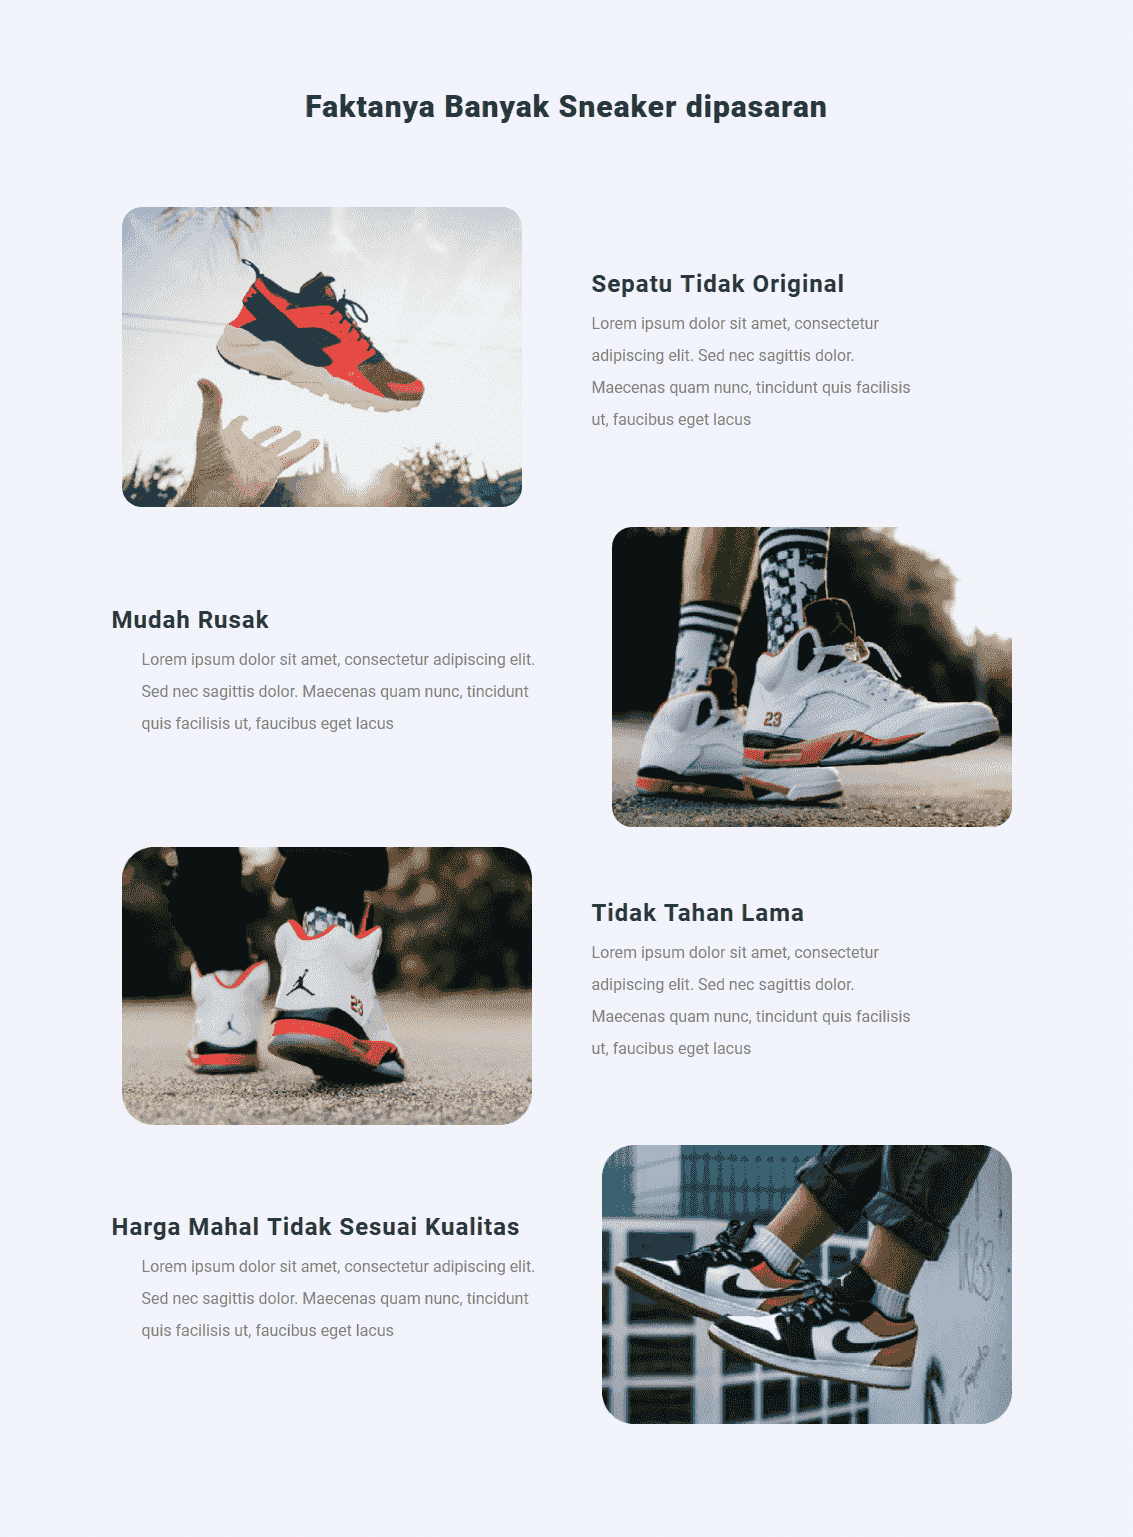 Faktanya Banyak Sneaker dipasaran
Sepatu Tidak Original
Lorem ipsum dolor sit amet, consectetur
adipiscing elit. Sed nec sagittis dolor.
Maecenas quam nunc, tincidunt quis facilisis
ut, faucibus eget lacus
Mudah Rusak
Lorem ipsum dolor sit amet, consectetur adipiscing elit.
Sed nec sagittis dolor. Maecenas quam nunc, tincidunt
quis facilisis ut, faucibus eget lacus
23
23
Tidak Tahan Lama
Lorem ipsum dolor sit amet, consectetur
adipiscing elit. Sed nec sagittis dolor.
Maecenas quam nunc, tincidunt quis facilisis
ut, faucibus eget lacus
Harga Mahal Tidak Sesuai Kualitas
Lorem ipsum dolor sit amet, consectetur adipiscing elit.
Sed nec sagittis dolor. Maecenas quam nunc, tincidunt
quis facilisis ut, faucibus eget lacus